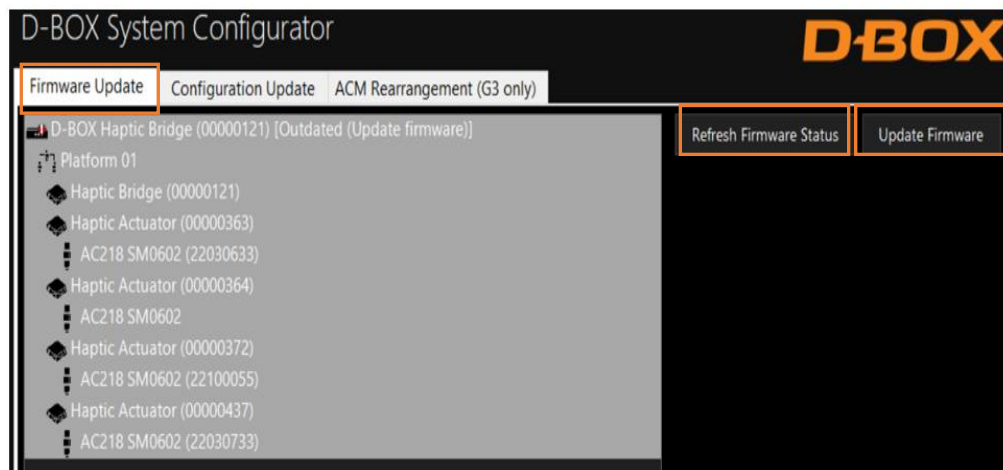 D-BOX System Configurator
D-BOX
Firmware Update
Configuration Update
ACM Rearrangement (G3 only)
D-BOX Haptic Bridge (00000121) [Outdated (Update firmware)]
Refresh Firmware Status
Update Firmware
Platform 01
Haptic Bridge (00000121)
Haptic Actuator (00000363)
AC218 SM0602 (22030633)
Haptic Actuator (00000364)
AC218 SM0602
Haptic Actuator (00000372)
AC218 SM0602 (22100055)
Haptic Actuator (00000437)
AC218 SM0602 (22030733)